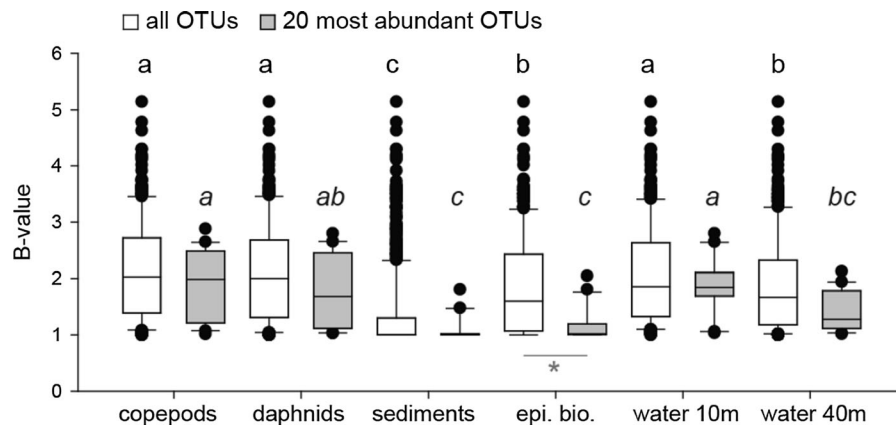 all OTUs 20 most abundant OTUs
6
a a c b a b
5
4
a ab c c a bc
3
B-value
2
1
*
0
copepods daphnids sediments epi. bio. water 10m water 40m